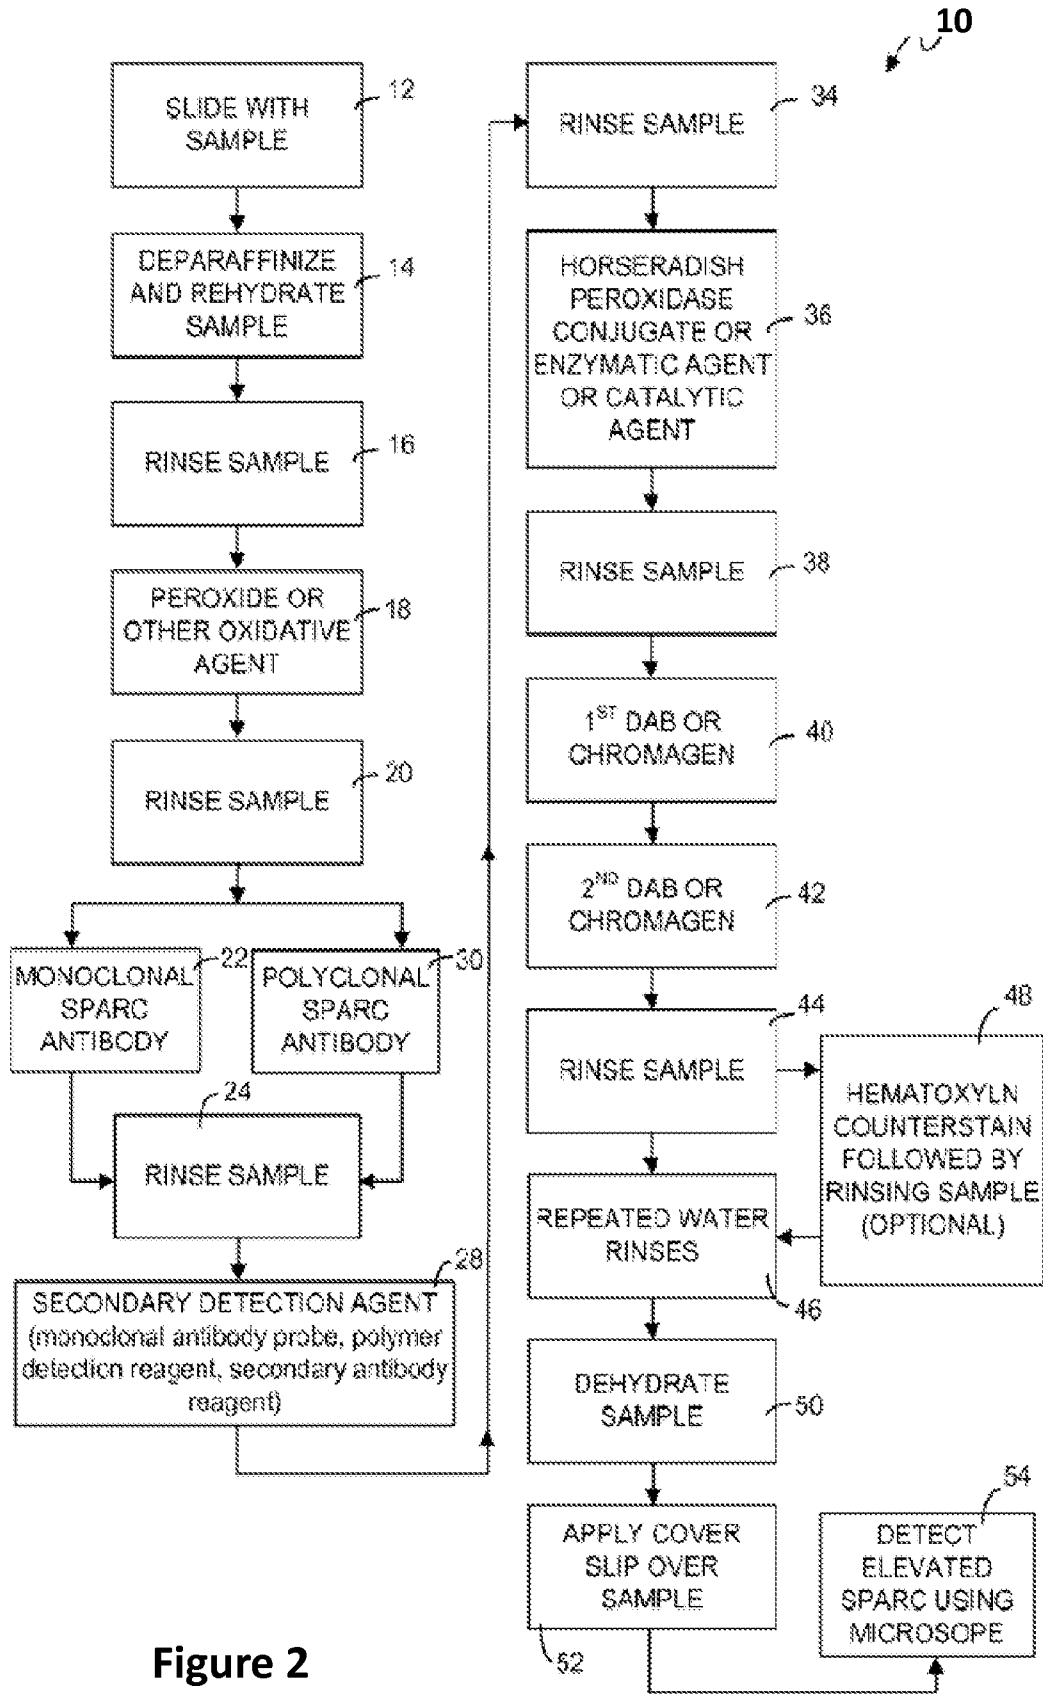 10
12
SLIDE WITH
SAMPLE
14
DEPARAFFINIZE
AND REHYDRATE
SAMPLE
16
RINSE SAMPLE
18
PEROXIDE OR
OTHER OXIDATIVE
AGENT
20
RINSE SAMPLE
22
MONOCLONAL
SPARC
ANTIBODY
30
POLYCLONAL
SPARC
ANTIBODY
24
RINSE SAMPLE
28
SECONDARY DETECTION AGENT
(monoclonal antibody probe, polymer
detection reagent, secondary antibody
reagent)
34
RINSE SAMPLE
36
HORSERADISH
PEROXIDASE
CONJUGATE OR
ENZYMATIC AGENT
OR CATALYTIC
AGENT
38
RINSE SAMPLE
40
1ST DAB OR
CHROMAGEN
42
2ND DAB OR
CHROMAGEN
44
RINSE SAMPLE
48
HEMATOXYLN
COUNTERSTAIN
FOLLOWED BY
RINSING SAMPLE
(OPTIONAL)
REPEATED WATER
RINSES
46
DEHYDRATE
SAMPLE
50
APPLY COVER
SLIP OVER
SAMPLE
52
54
DETECT
ELEVATED
SPARC USING
MICROSOPE
Figure 2